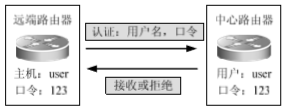 远端路由器
主机：user
口令：123
认证：用户名，口令
接收或拒绝
中心路由器
用户：user
口令：123